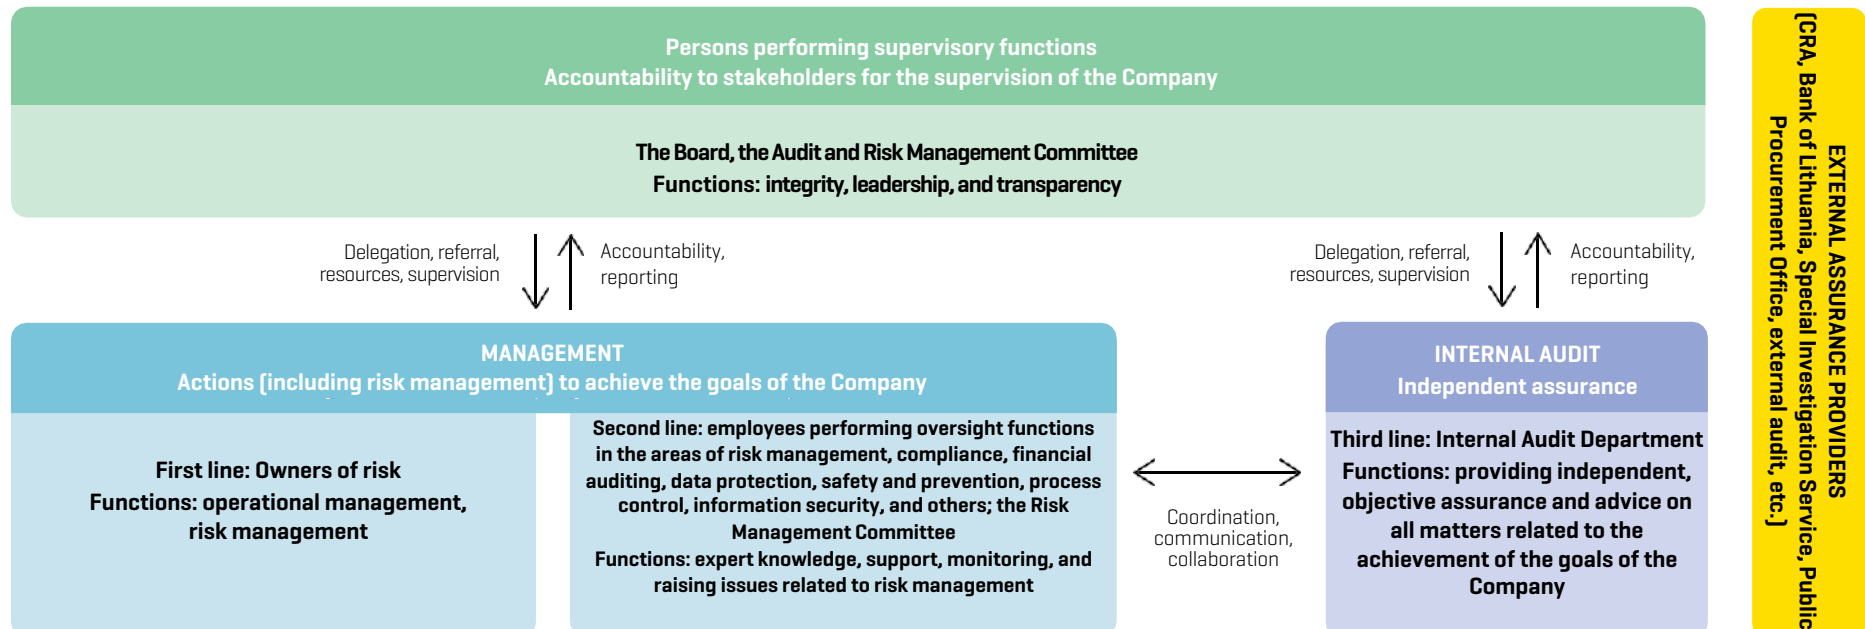 Persons performing supervisory functions
Accountability to stakeholders for the supervision of the Company
The Board, the Audit and Risk Management Committee
Functions: integrity, leadership, and transparency
Delegation, referral,
resources, supervision
Accountability,
reporting
Delegation, referral,
resources, supervision
Accountability,
reporting
MANAGEMENT
Actions (including risk management) to achieve the goals of the Company
First line: Owners of risk
Functions: operational management,
risk management
Second line: employees performing oversight functions
in the areas of risk management, compliance, financial
auditing, data protection, safety and prevention, process
control, information security, and others; the Risk
Management Committee
Functions: expert knowledge, support, monitoring, and
raising issues related to risk management
Coordination,
communication,
collaboration
INTERNAL AUDIT
Independent assurance
Third line: Internal Audit Department
Functions: providing independent,
objective assurance and advice on
all matters related to the
achievement of the goals of the
Company
EXTERNAL ASSURANCE PROVIDERS
(CRA, Bank of Lithuania, Special Investigation Service, Public
Procurement Office, external audit, etc.)